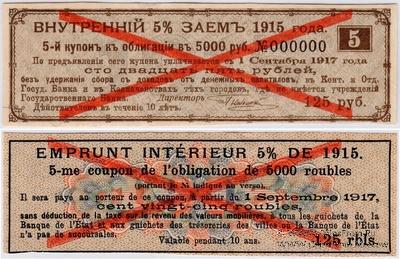 ВНУТРЕННІЙ 5% ЗАЕМЪ 1915 года.
5-й купонъ къ облигаціи въ 5000 руб. №000000
5
По предъявленіи сего купона уплачивается съ 1 Сентября 1917 года
сто двадцать пять рублей,
безъ удержанія сбора съ доходовъ отъ денежныхъ капиталовъ, въ Конт. и Отд.
Госуд. Банка и въ Казначействахъ тѣхъ городовъ, гдѣ не имѣется учрежденій
Государственнаго Банка. Директоръ
Дѣйствителенъ въ теченіе 10 лѣтъ. 125 руб.
EMPRUNT INTÉRIEUR 5% DE 1915.
5-me coupon de l'obligation de 5000 roubles
(portant le № indiqué au verso).
Il sera payé au porteur de ce coupon, à partir du 1 Septembre 1917,
cent vingt-cinq roubles,
sans déduction de la taxe sur le revenu des valeurs mobilières, à tous les guichets de la
Banque de l'État et aux guichets des trésoreries des villes où la Banque de l'État
n'a pas de succursales.
Valable pendant 10 ans. 125 rbls.